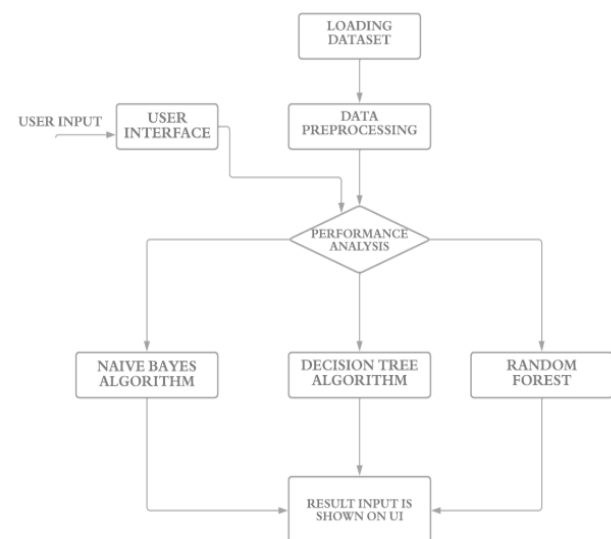 LOADING
DATASET
USER INPUT
USER
INTERFACE
DATA
PREPROCESSING
PERFORMANCE
ANALYSIS
NAIVE BAYES
ALGORITHM
DECISION TREE
ALGORITHM
RANDOM
FOREST
RESULT INPUT IS
SHOWN ON UI